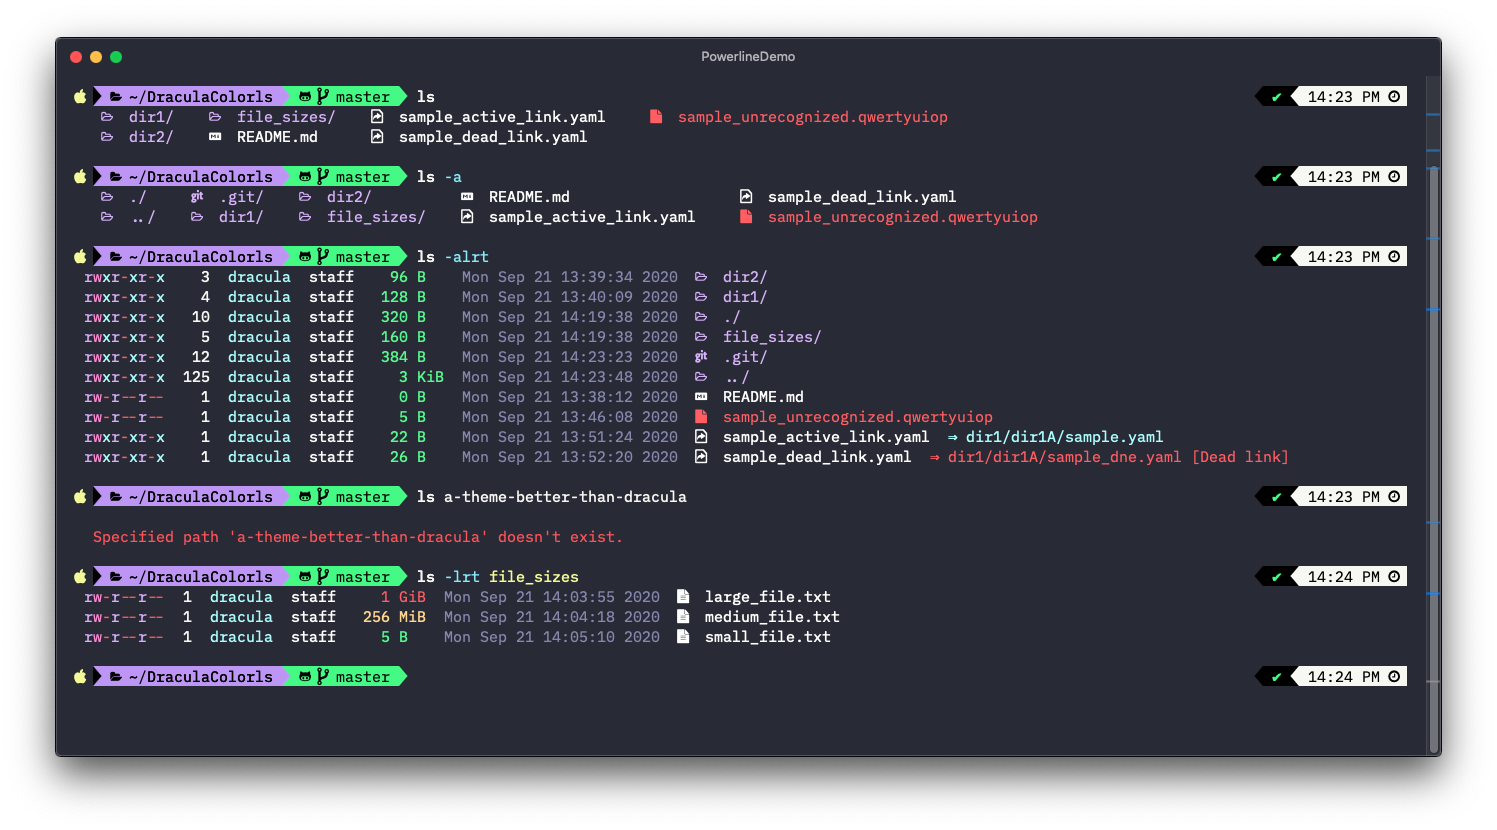 PowerlineDemo
~/DraculaColorls master ls ✔ 14:23 PM
dir1/ file_sizes/ sample_active_link.yaml sample_unrecognized.qwertyuiop
dir2/ README.md sample_dead_link.yaml
~/DraculaColorls master ls -a ✔ 14:23 PM
./ git .git/ dir2/ README.md sample_dead_link.yaml
../ dir1/ file_sizes/ sample_active_link.yaml sample_unrecognized.qwertyuiop
~/DraculaColorls master ls -alrt ✔ 14:23 PM
rwxr-xr-x 3 dracula staff 96 B Mon Sep 21 13:39:34 2020 dir2/
rwxr-xr-x 4 dracula staff 128 B Mon Sep 21 13:40:09 2020 dir1/
rwxr-xr-x 10 dracula staff 320 B Mon Sep 21 14:19:38 2020 ./
rwxr-xr-x 5 dracula staff 160 B Mon Sep 21 14:19:38 2020 file_sizes/
rwxr-xr-x 12 dracula staff 384 B Mon Sep 21 14:23:23 2020 git .git/
rwxr-xr-x 125 dracula staff 3 KiB Mon Sep 21 14:23:48 2020 ../
rw-r--r-- 1 dracula staff 0 B Mon Sep 21 13:38:12 2020 README.md
rw-r--r-- 1 dracula staff 5 B Mon Sep 21 13:46:08 2020 sample_unrecognized.qwertyuiop
rwxr-xr-x 1 dracula staff 22 B Mon Sep 21 13:51:24 2020 sample_active_link.yaml ⇒ dir1/dir1A/sample.yaml
rwxr-xr-x 1 dracula staff 26 B Mon Sep 21 13:52:20 2020 sample_dead_link.yaml ⇒ dir1/dir1A/sample_dne.yaml [Dead link]
~/DraculaColorls master ls a-theme-better-than-dracula ✔ 14:23 PM
Specified path 'a-theme-better-than-dracula' doesn't exist.
~/DraculaColorls master ls -lrt file_sizes ✔ 14:24 PM
rw-r--r-- 1 dracula staff 1 GiB Mon Sep 21 14:03:55 2020 large_file.txt
rw-r--r-- 1 dracula staff 256 MiB Mon Sep 21 14:04:18 2020 medium_file.txt
rw-r--r-- 1 dracula staff 5 B Mon Sep 21 14:05:10 2020 small_file.txt
~/DraculaColorls master ✔ 14:24 PM